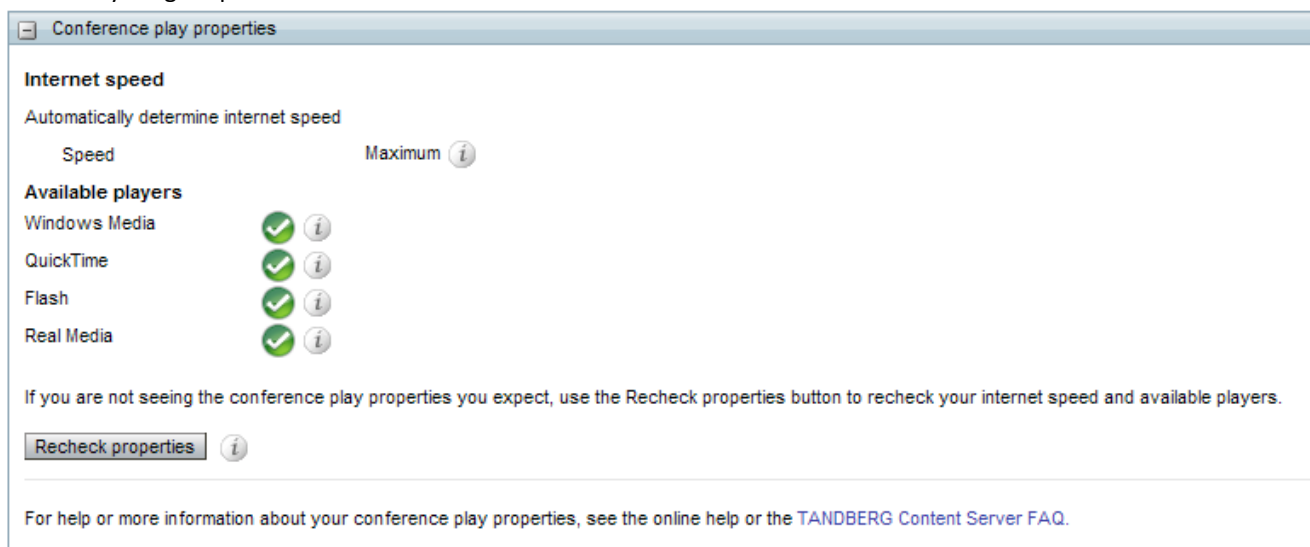 Conference play properties
Internet speed
Automatically determine internet speed
Speed Maximum i
Available players
Windows Media i
QuickTime i
Flash i
Real Media i
If you are not seeing the conference play properties you expect, use the Recheck properties button to recheck your internet speed and available players.
Recheck properties i
For help or more information about your conference play properties, see the online help or the TANDBERG Content Server FAQ.